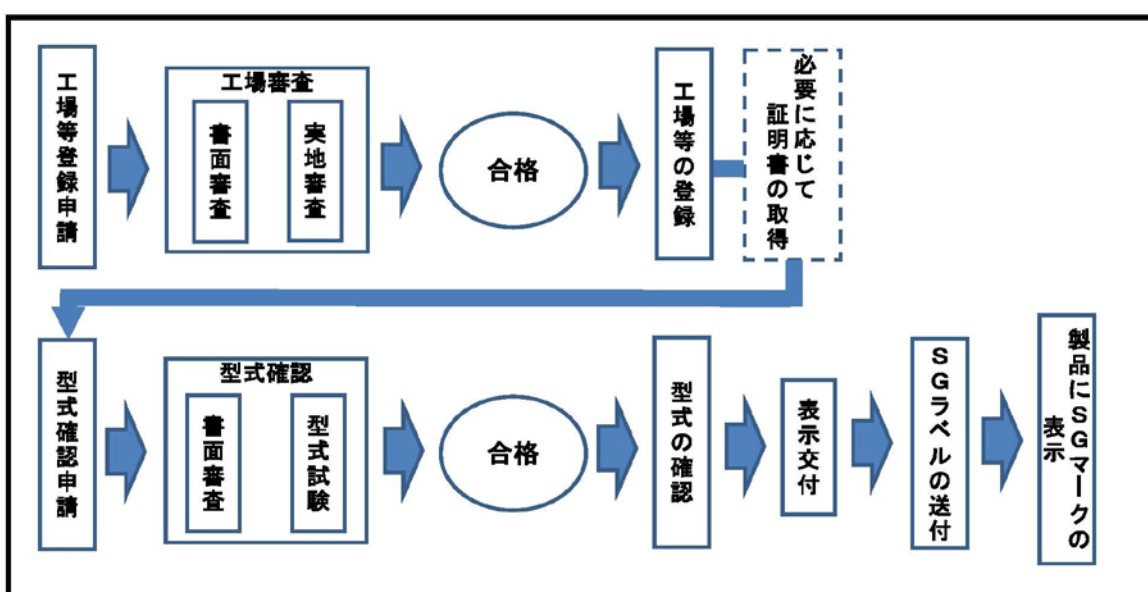 工場等登録申請
工場審査
書面審査
実地審査
合格
工場等の登録
必要に応じて
証明書の取得
型式確認申請
型式確認
書面審査
型式試験
合格
型式の確認
表示交付
SGラベルの送付
製品にSGマークの
表示